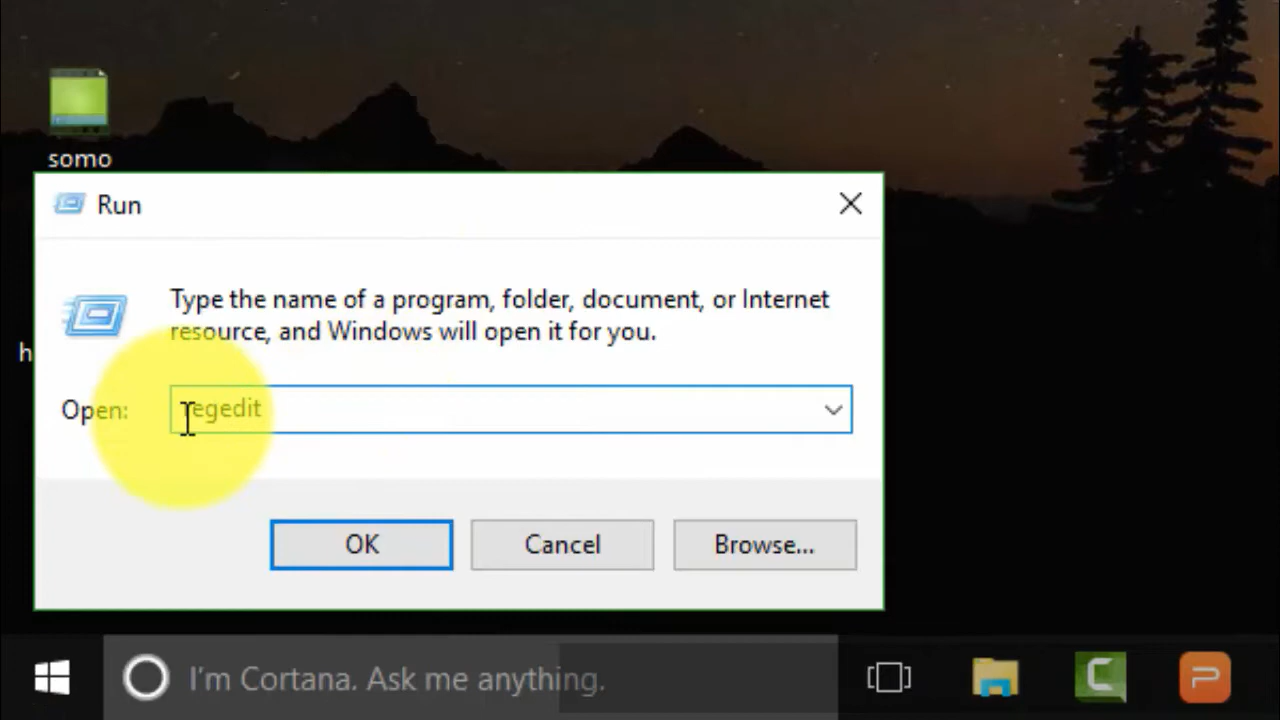 somo
Run
Type the name of a program, folder, document, or Internet
resource, and Windows will open it for you.
h
Open:
regedit
OK
Cancel
Browse...
I'm Cortana. Ask me anything.